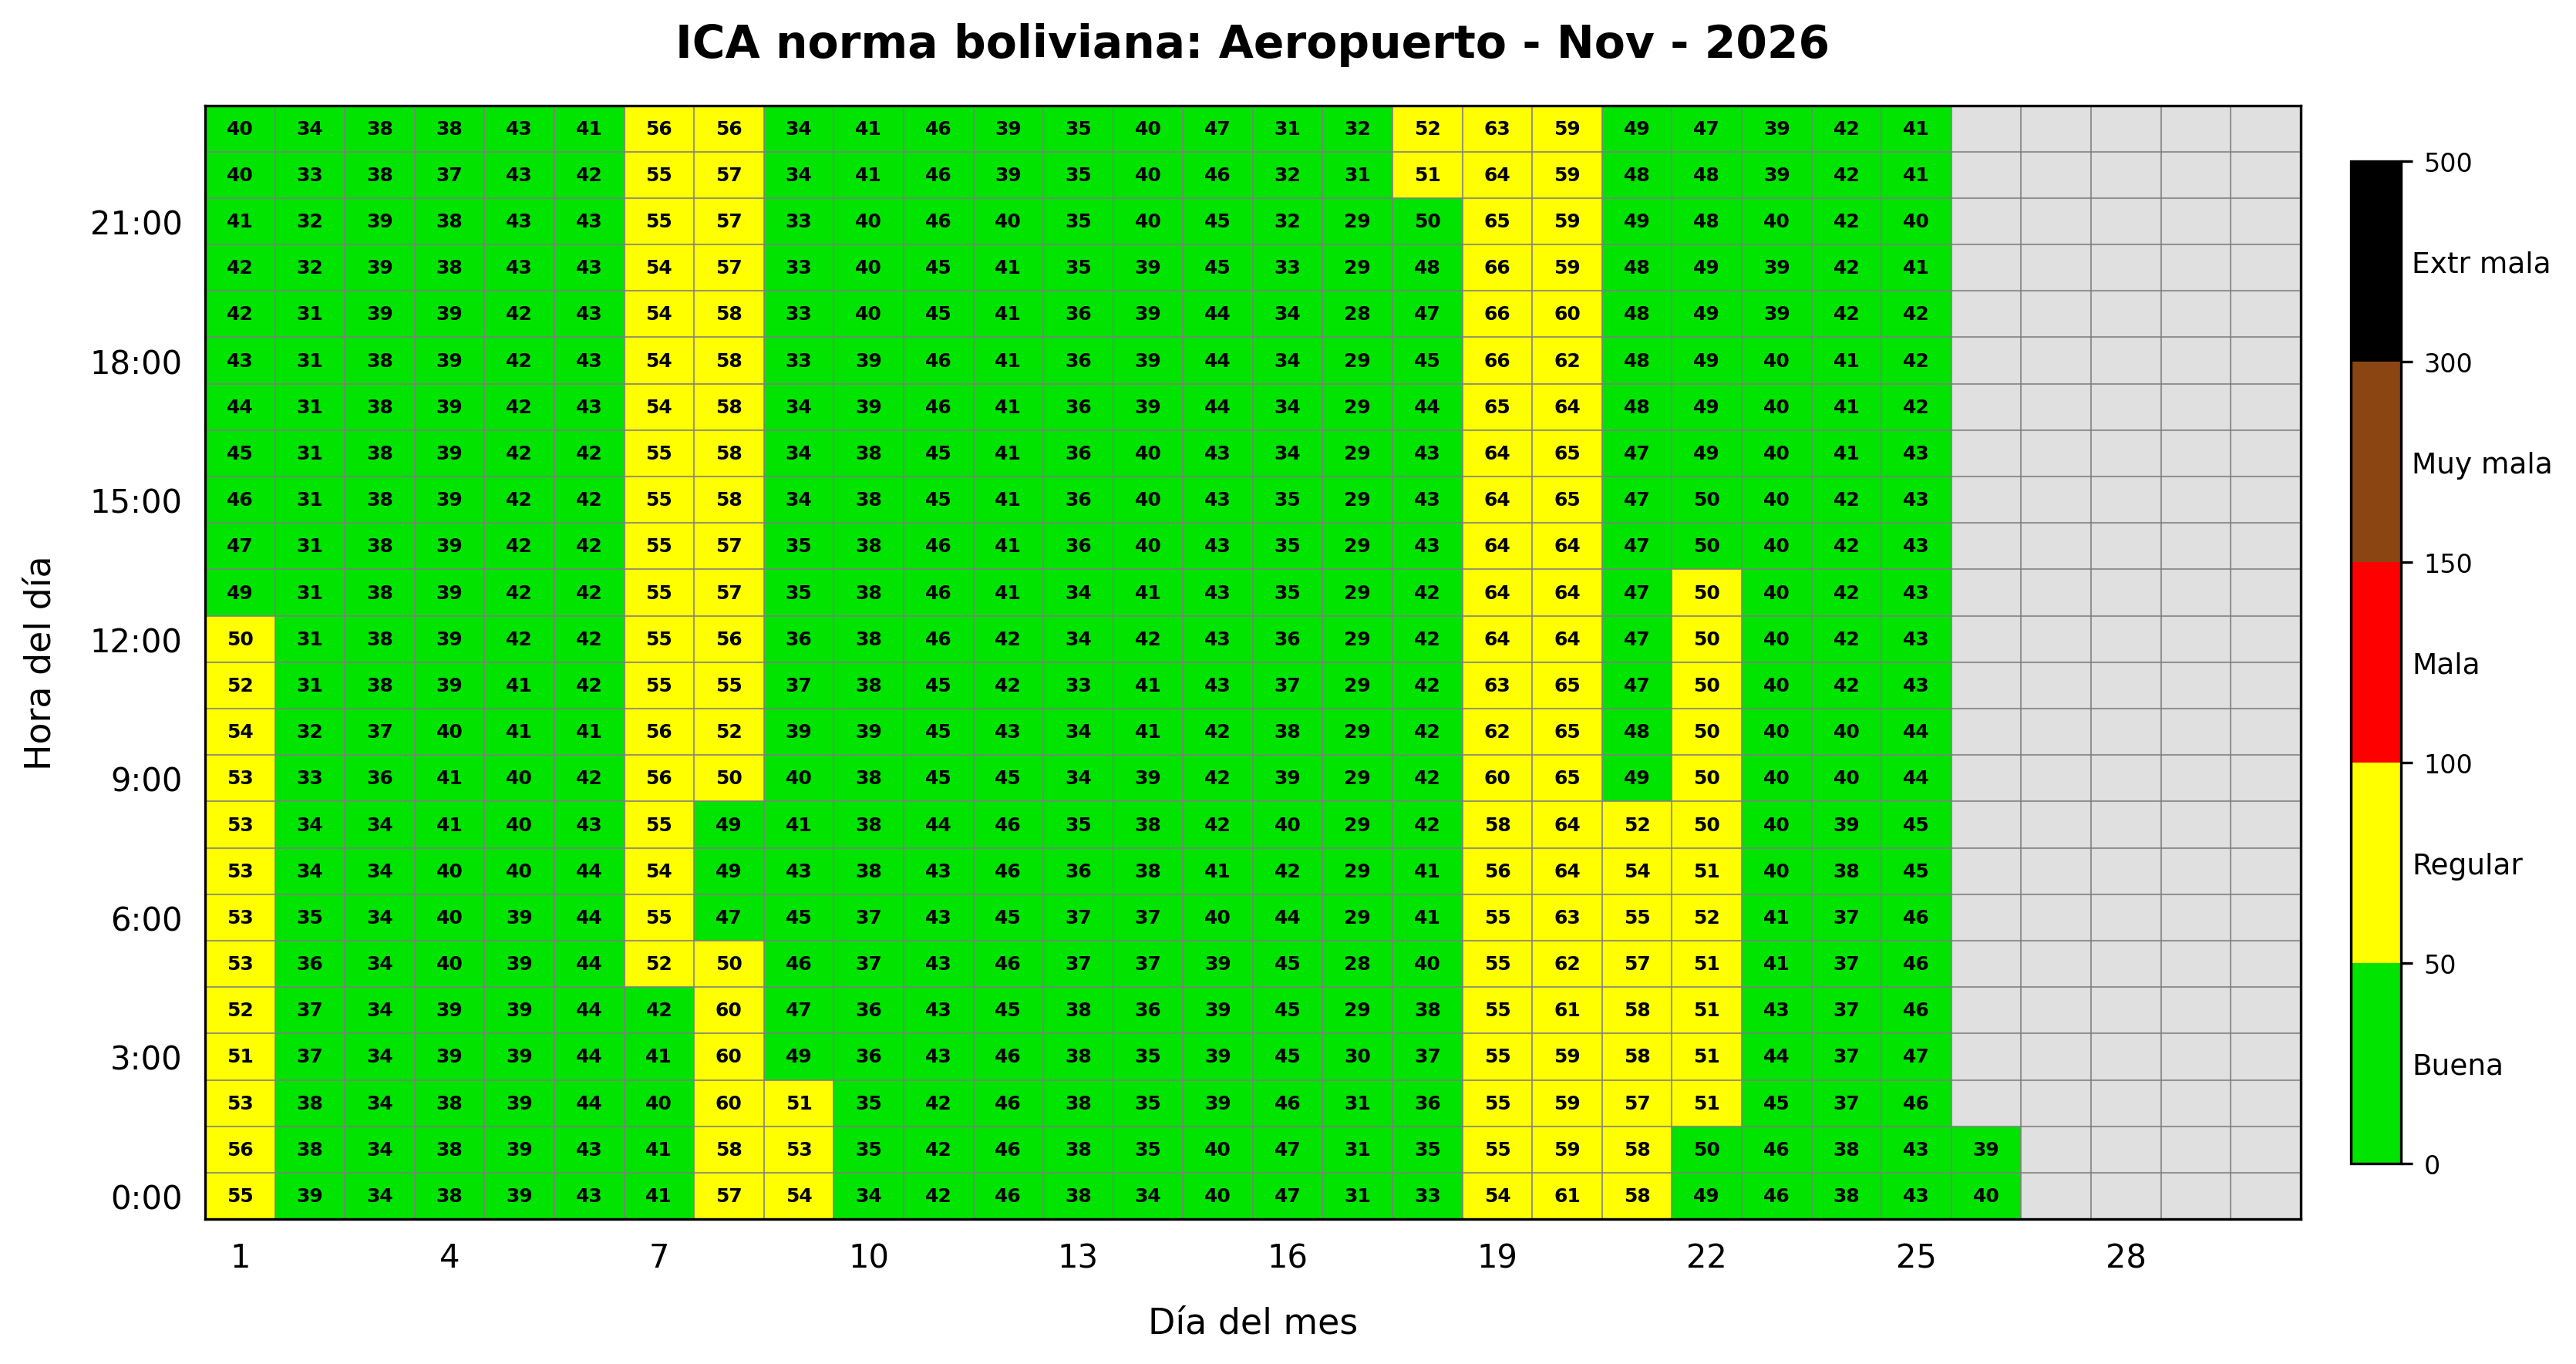 ICA norma boliviana: Aeropuerto - Nov - 2026
40 34 38 38 43 41 56 56 34 41 46 39 35 40 47 31 32 52 63 59 49 47 39 42 41
40 33 38 37 43 42 55 57 34 41 46 39 35 40 46 32 31 51 64 59 48 48 39 42 41
21:00 41 32 39 38 43 43 55 57 33 40 46 40 35 40 45 32 29 50 65 59 49 48 40 42 40
42 32 39 38 43 43 54 57 33 40 45 41 35 39 45 33 29 48 66 59 48 49 39 42 41
42 31 39 39 42 43 54 58 33 40 45 41 36 39 44 34 28 47 66 60 48 49 39 42 42
18:00 43 31 38 39 42 43 54 58 33 39 46 41 36 39 44 34 29 45 66 62 48 49 40 41 42
44 31 38 39 42 43 54 58 34 39 46 41 36 39 44 34 29 44 65 64 48 49 40 41 42
45 31 38 39 42 42 55 58 34 38 45 41 36 40 43 34 29 43 64 65 47 49 40 41 43
15:00 46 31 38 39 42 42 55 58 34 38 45 41 36 40 43 35 29 43 64 65 47 50 40 42 43
47 31 38 39 42 42 55 57 35 38 46 41 36 40 43 35 29 43 64 64 47 50 40 42 43
49 31 38 39 42 42 55 57 35 38 46 41 34 41 43 35 29 42 64 64 47 50 40 42 43
12:00 50 31 38 39 42 42 55 56 36 38 46 42 34 42 43 36 29 42 64 64 47 50 40 42 43
52 31 38 39 41 42 55 55 37 38 45 42 33 41 43 37 29 42 63 65 47 50 40 42 43
54 32 37 40 41 41 56 52 39 39 45 43 34 41 42 38 29 42 62 65 48 50 40 40 44
9:00 53 33 36 41 40 42 56 50 40 38 45 45 34 39 42 39 29 42 60 65 49 50 40 40 44
53 34 34 41 40 43 55 49 41 38 44 46 35 38 42 40 29 42 58 64 52 50 40 39 45
53 34 34 40 40 44 54 49 43 38 43 46 36 38 41 42 29 41 56 64 54 51 40 38 45
6:00 53 35 34 40 39 44 55 47 45 37 43 45 37 37 40 44 29 41 55 63 55 52 41 37 46
53 36 34 40 39 44 52 50 46 37 43 46 37 37 39 45 28 40 55 62 57 51 41 37 46
52 37 34 39 39 44 42 60 47 36 43 45 38 36 39 45 29 38 55 61 58 51 43 37 46
3:00 51 37 34 39 39 44 41 60 49 36 43 46 38 35 39 45 30 37 55 59 58 51 44 37 47
53 38 34 38 39 44 40 60 51 35 42 46 38 35 39 46 31 36 55 59 57 51 45 37 46
56 38 34 38 39 43 41 58 53 35 42 46 38 35 40 47 31 35 55 59 58 50 46 38 43 39
0:00 55 39 34 38 39 43 41 57 54 34 42 46 38 34 40 47 31 33 54 61 58 49 46 38 43 40
1 4 7 10 13 16 19 22 25 28
Día del mes
Hora del día
500
Extr mala
300
Muy mala
150
Mala
100
Regular
50
Buena
0